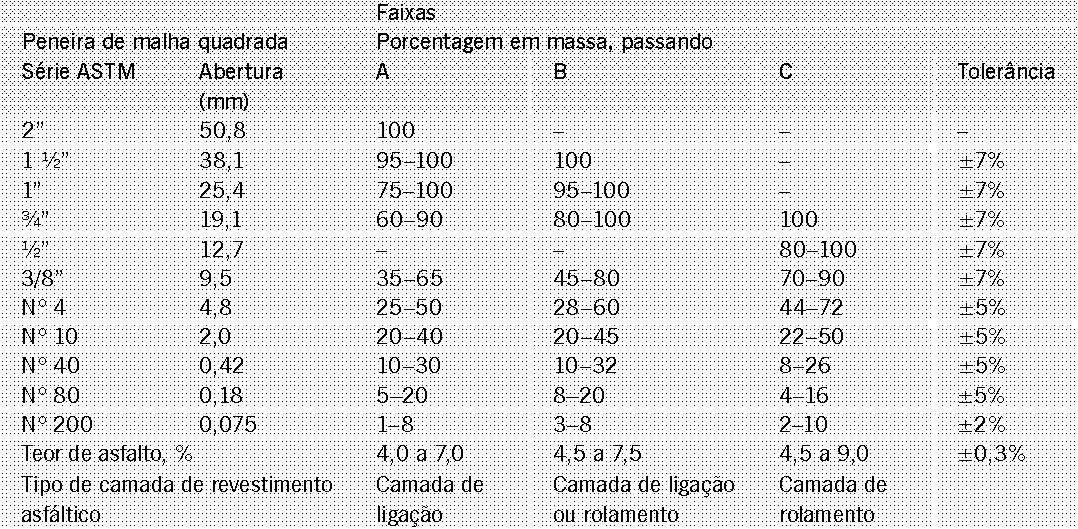 Faixas
Peneira de malha quadrada Porcentagem em massa, passando
Série ASTM Abertura A B C Tolerância
(mm)
2” 50,8 100 – – –
1 ½” 38,1 95–100 100 – ±7%
1” 25,4 75–100 95–100 – ±7%
¾” 19,1 60–90 80–100 100 ±7%
½” 12,7 – – 80–100 ±7%
3/8” 9,5 35–65 45–80 70–90 ±7%
N° 4 4,8 25–50 28–60 44–72 ±5%
N° 10 2,0 20–40 20–45 22–50 ±5%
N° 40 0,42 10–30 10–32 8–26 ±5%
N° 80 0,18 5–20 8–20 4–16 ±5%
N° 200 0,075 1–8 3–8 2–10 ±2%
Teor de asfalto, % 4,0 a 7,0 4,5 a 7,5 4,5 a 9,0 ±0,3%
Tipo de camada de revestimento Camada de Camada de ligação Camada de
asfáltico ligação ou rolamento rolamento